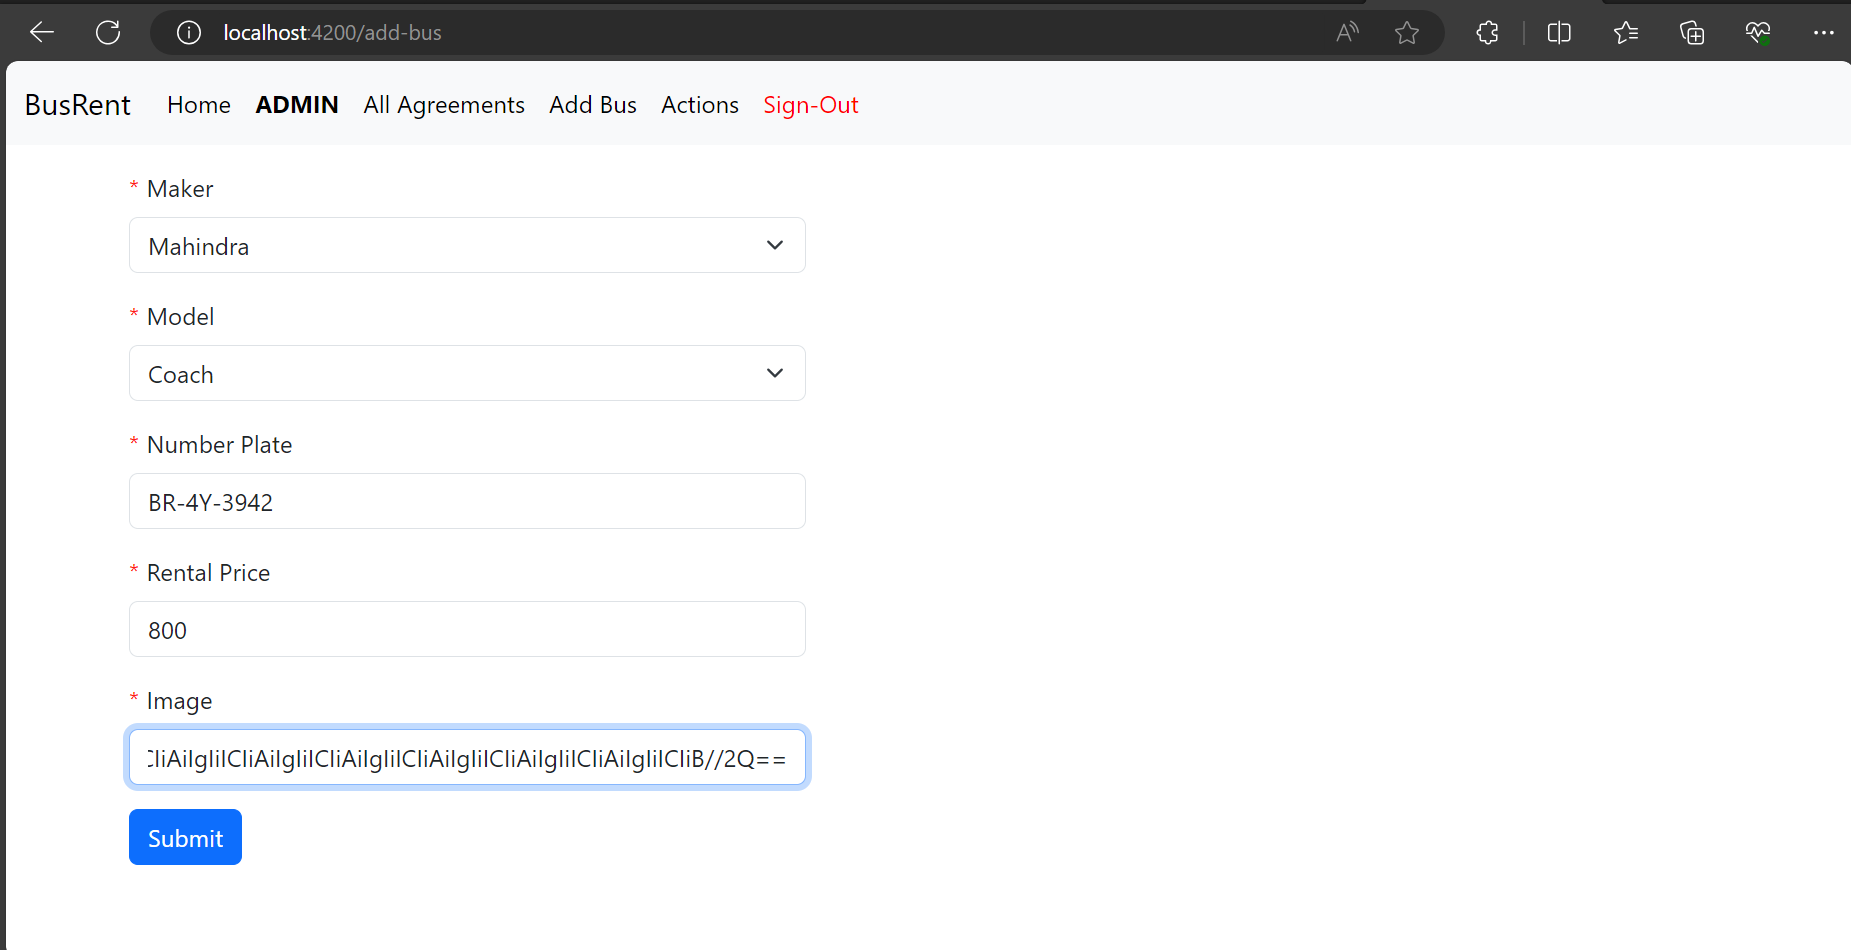 localhost:4200/add-bus
BusRent Home ADMIN All Agreements Add Bus Actions Sign-Out
* Maker
Mahindra
* Model
Coach
* Number Plate
BR-4Y-3942
* Rental Price
800
* Image
CIiAiIgIiICIiAiIgIiICIiAiIgIiICIiAiIgIiICIiAiIgIiICIiAiIgIiICIiB//2Q==
Submit